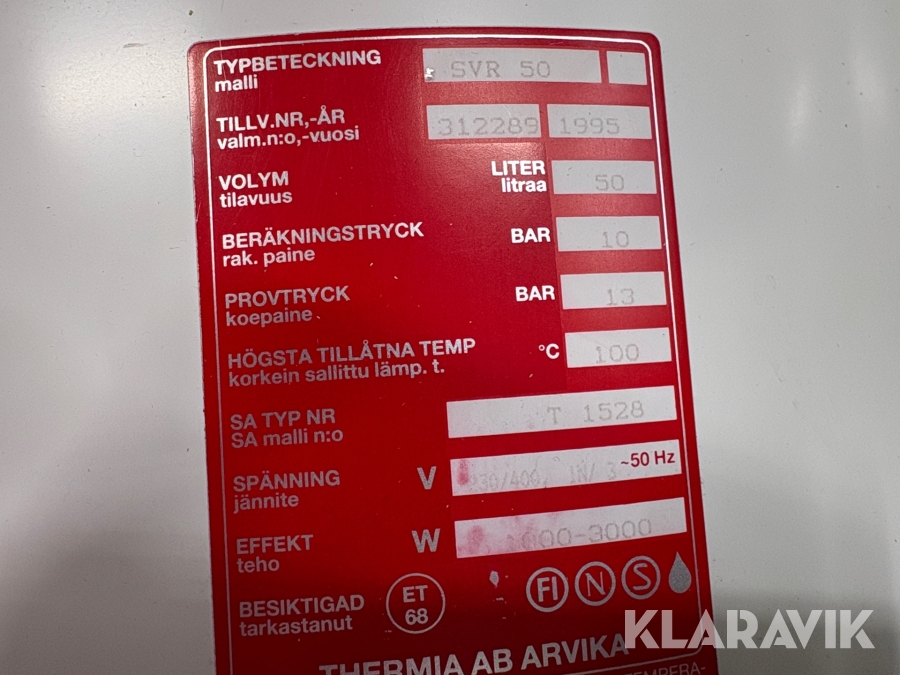 TYPBETECKNING SVR 50
malli
TILLV.NR,-ÅR 312289 1995
valm.n:o,-vuosi
VOLYM LITER 50
tilavuus litraa
BERÄKNINGSTRYCK BAR 10
rak. paine
PROVTRYCK BAR 13
koepaine
HÖGSTA TILLÅTNA TEMP °C 100
korkein sallittu lämp. t.
SA TYP NR T 1528
SA malli n:o
SPÄNNING V 230/400, ~50 Hz
jännite
EFFEKT W
teho
BESIKTIGAD ET 68 FI N S
tarkastanut
THERMIA AB ARVIKA
KLARAVIK